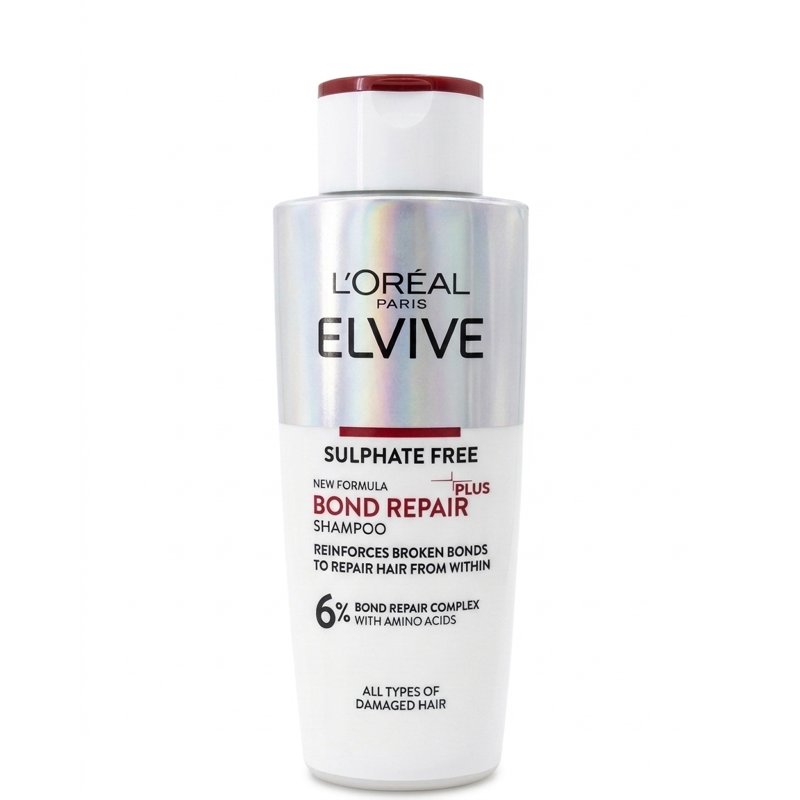 L'ORÉAL
PARIS
ELVIVE
SULPHATE FREE
NEW FORMULA
BOND REPAIR PLUS
SHAMPOO
REINFORCES BROKEN BONDS
TO REPAIR HAIR FROM WITHIN
6% BOND REPAIR COMPLEX
WITH AMINO ACIDS
ALL TYPES OF
DAMAGED HAIR